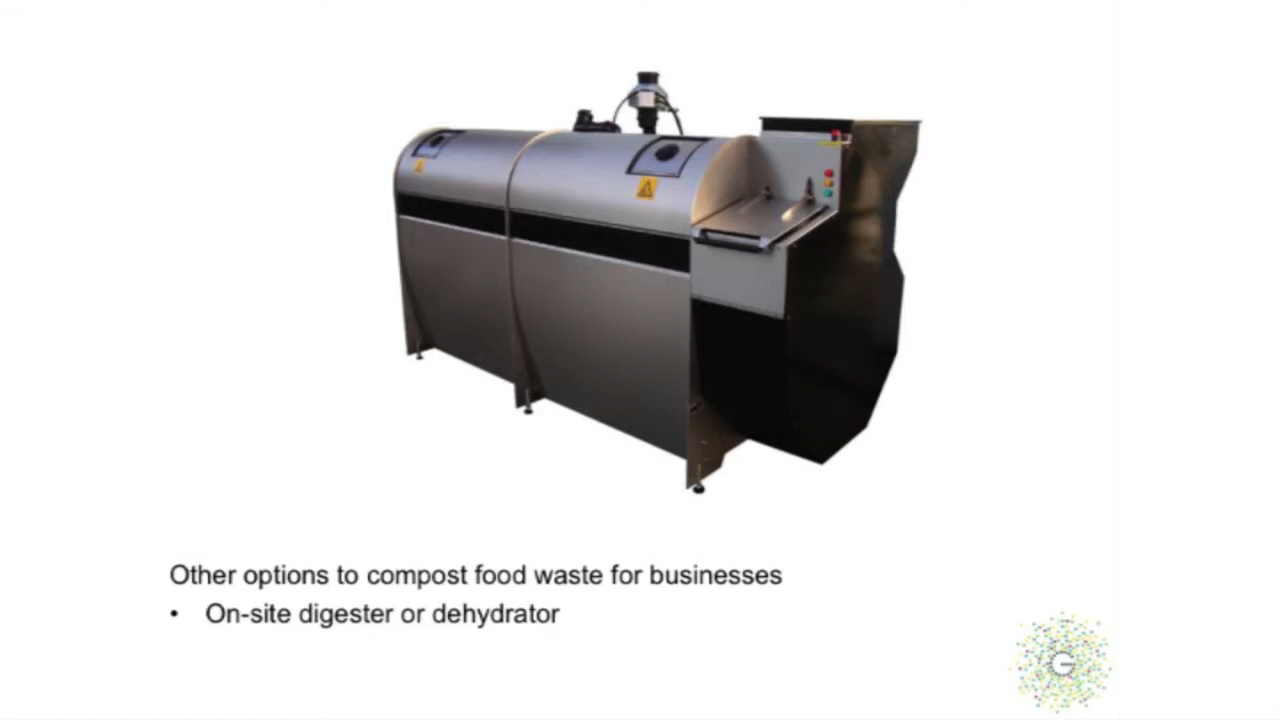 Other options to compost food waste for businesses
• On-site digester or dehydrator
G